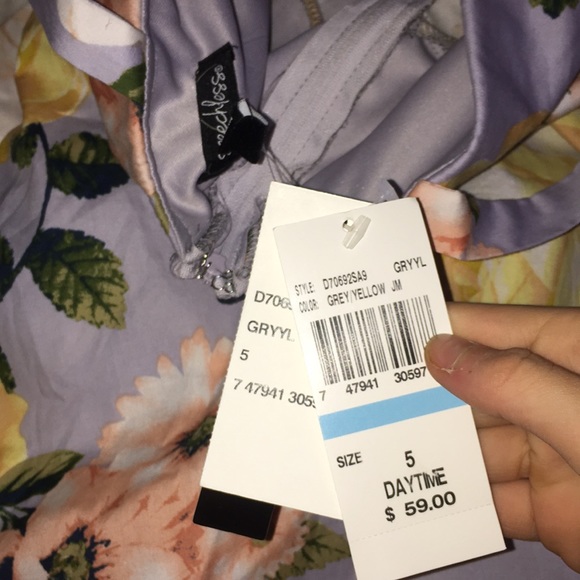 STYLE: D70692SA9 GRYYL
COLOR: GREY/YELLOW JM
7 47941 30597
SIZE 5
DAYTIME
$ 59.00
D7069
GRYYL
5
7 47941 3059